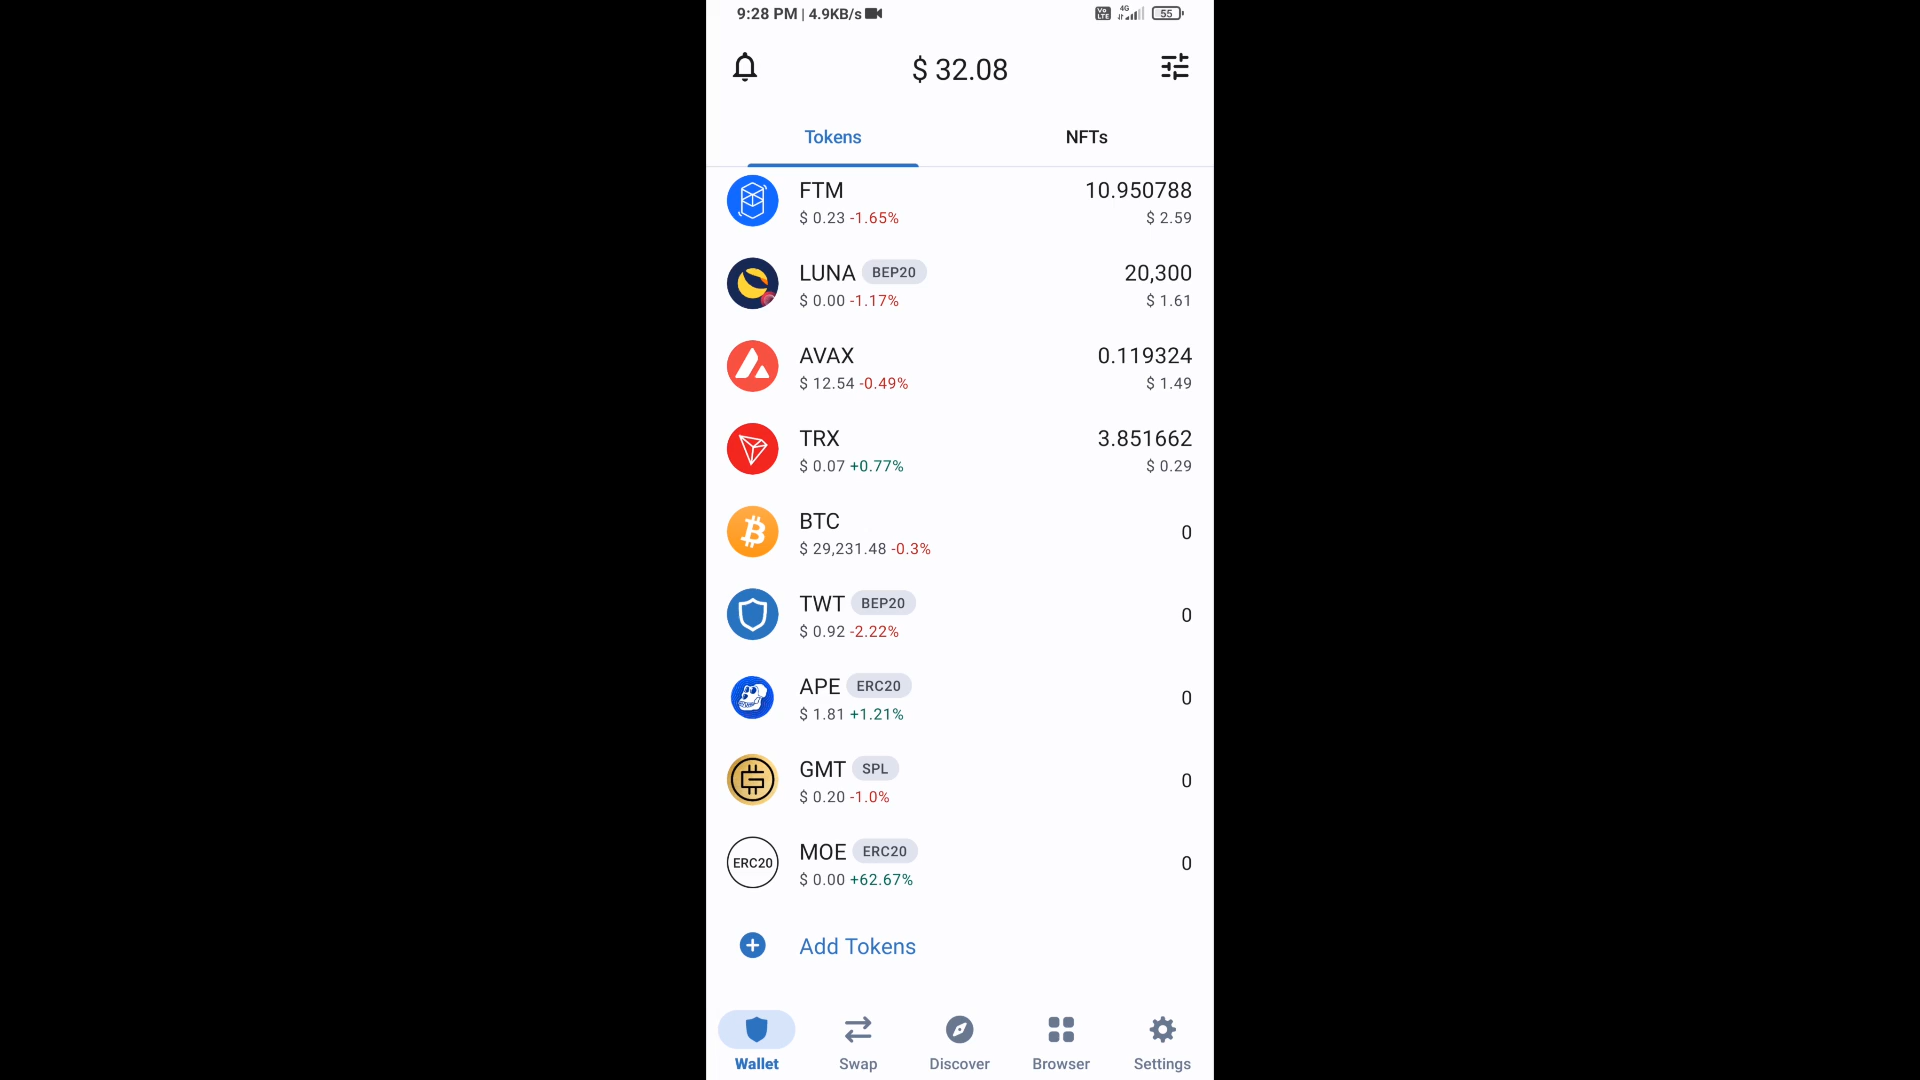 9:28 PM | 4.9KB/s
Vo LTE 4G 55
$ 32.08
Tokens NFTs
FTM 10.950788
$ 0.23 -1.65% $ 2.59
LUNA BEP20 20,300
$ 0.00 -1.17% $ 1.61
AVAX 0.119324
$ 12.54 -0.49% $ 1.49
TRX 3.851662
$ 0.07 +0.77% $ 0.29
BTC 0
$ 29,231.48 -0.3%
TWT BEP20 0
$ 0.92 -2.22%
APE ERC20 0
$ 1.81 +1.21%
GMT SPL 0
$ 0.20 -1.0%
ERC20 MOE ERC20 0
$ 0.00 +62.67%
Add Tokens
Wallet Swap Discover Browser Settings